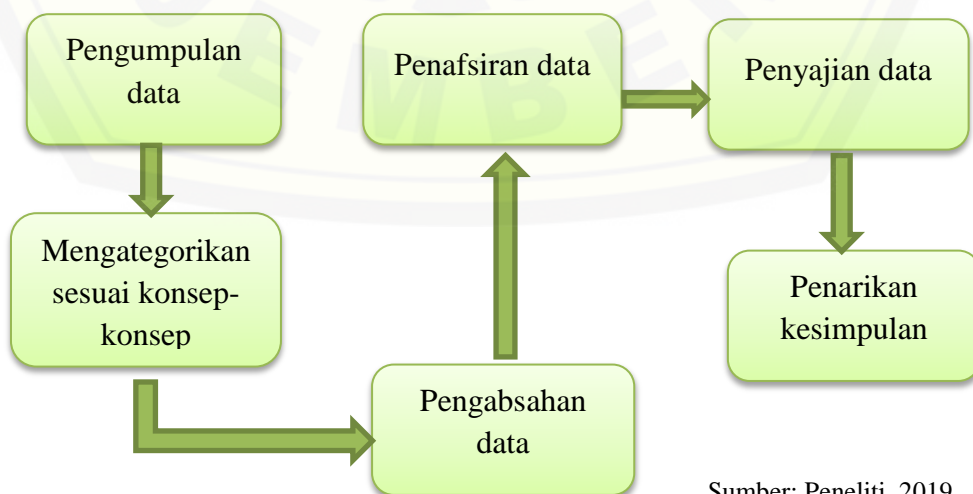 Pengumpulan
data
Mengategorikan
sesuai konsep-
konsep
Pengabsahan
data
Penafsiran data
Penyajian data
Penarikan
kesimpulan
Sumber: Peneliti, 2019